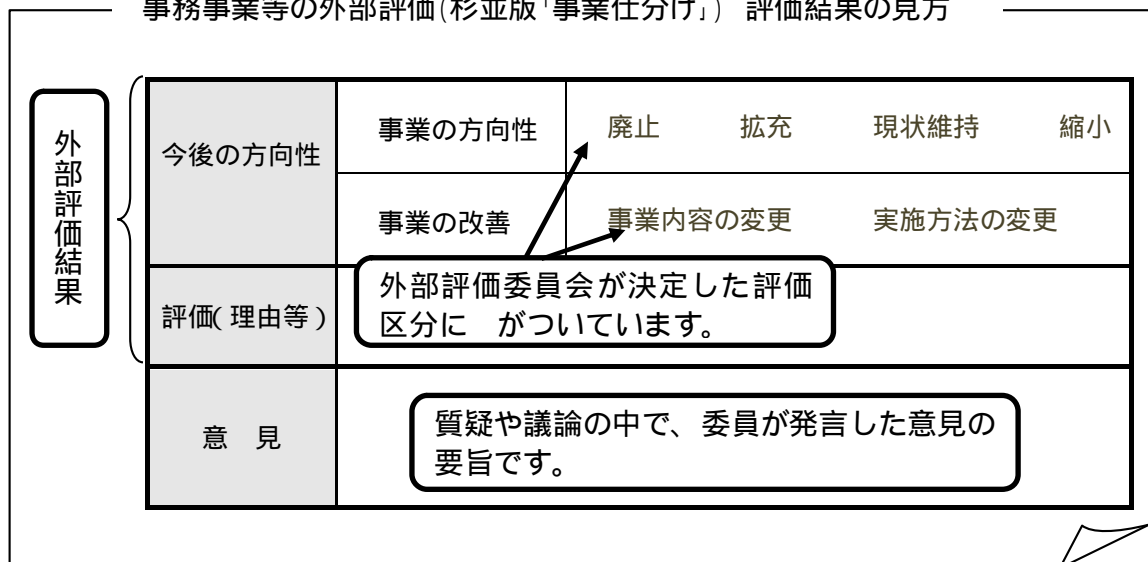 事務事業等の外部評価(杉並版「事業仕分け」) 評価結果の見方
外部評価結果
今後の方向性
事業の方向性
廃止 拡充 現状維持 縮小
事業の改善
事業内容の変更 実施方法の変更
評価(理由等)
外部評価委員会が決定した評価
区分に がついています。
意 見
質疑や議論の中で、委員が発言した意見の
要旨です。